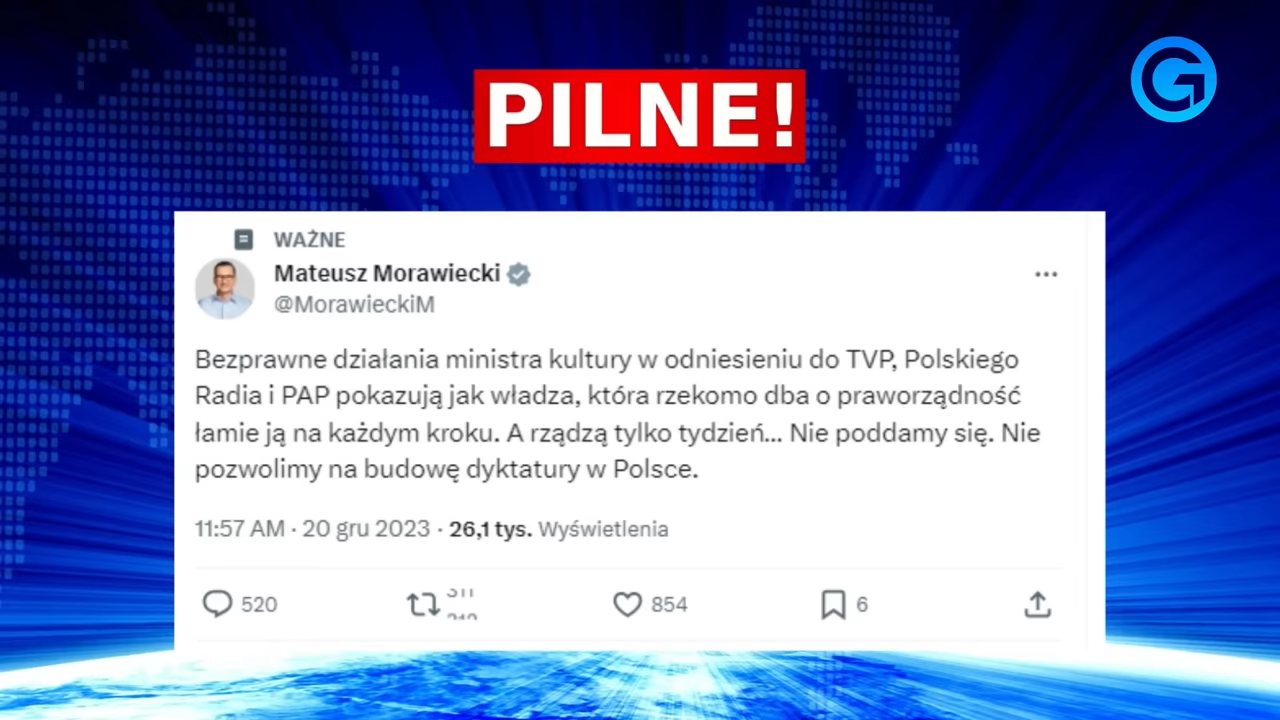 PILNE!
WAŻNE
Mateusz Morawiecki
@MorawieckiM
Bezprawne działania ministra kultury w odniesieniu do TVP, Polskiego
Radia i PAP pokazują jak władza, która rzekomo dba o praworządność
łamie ją na każdym kroku. A rządzą tylko tydzień... Nie poddamy się. Nie
pozwolimy na budowę dyktatury w Polsce.
11:57 AM · 20 gru 2023 · 26,1 tys. Wyświetlenia
520 854 6